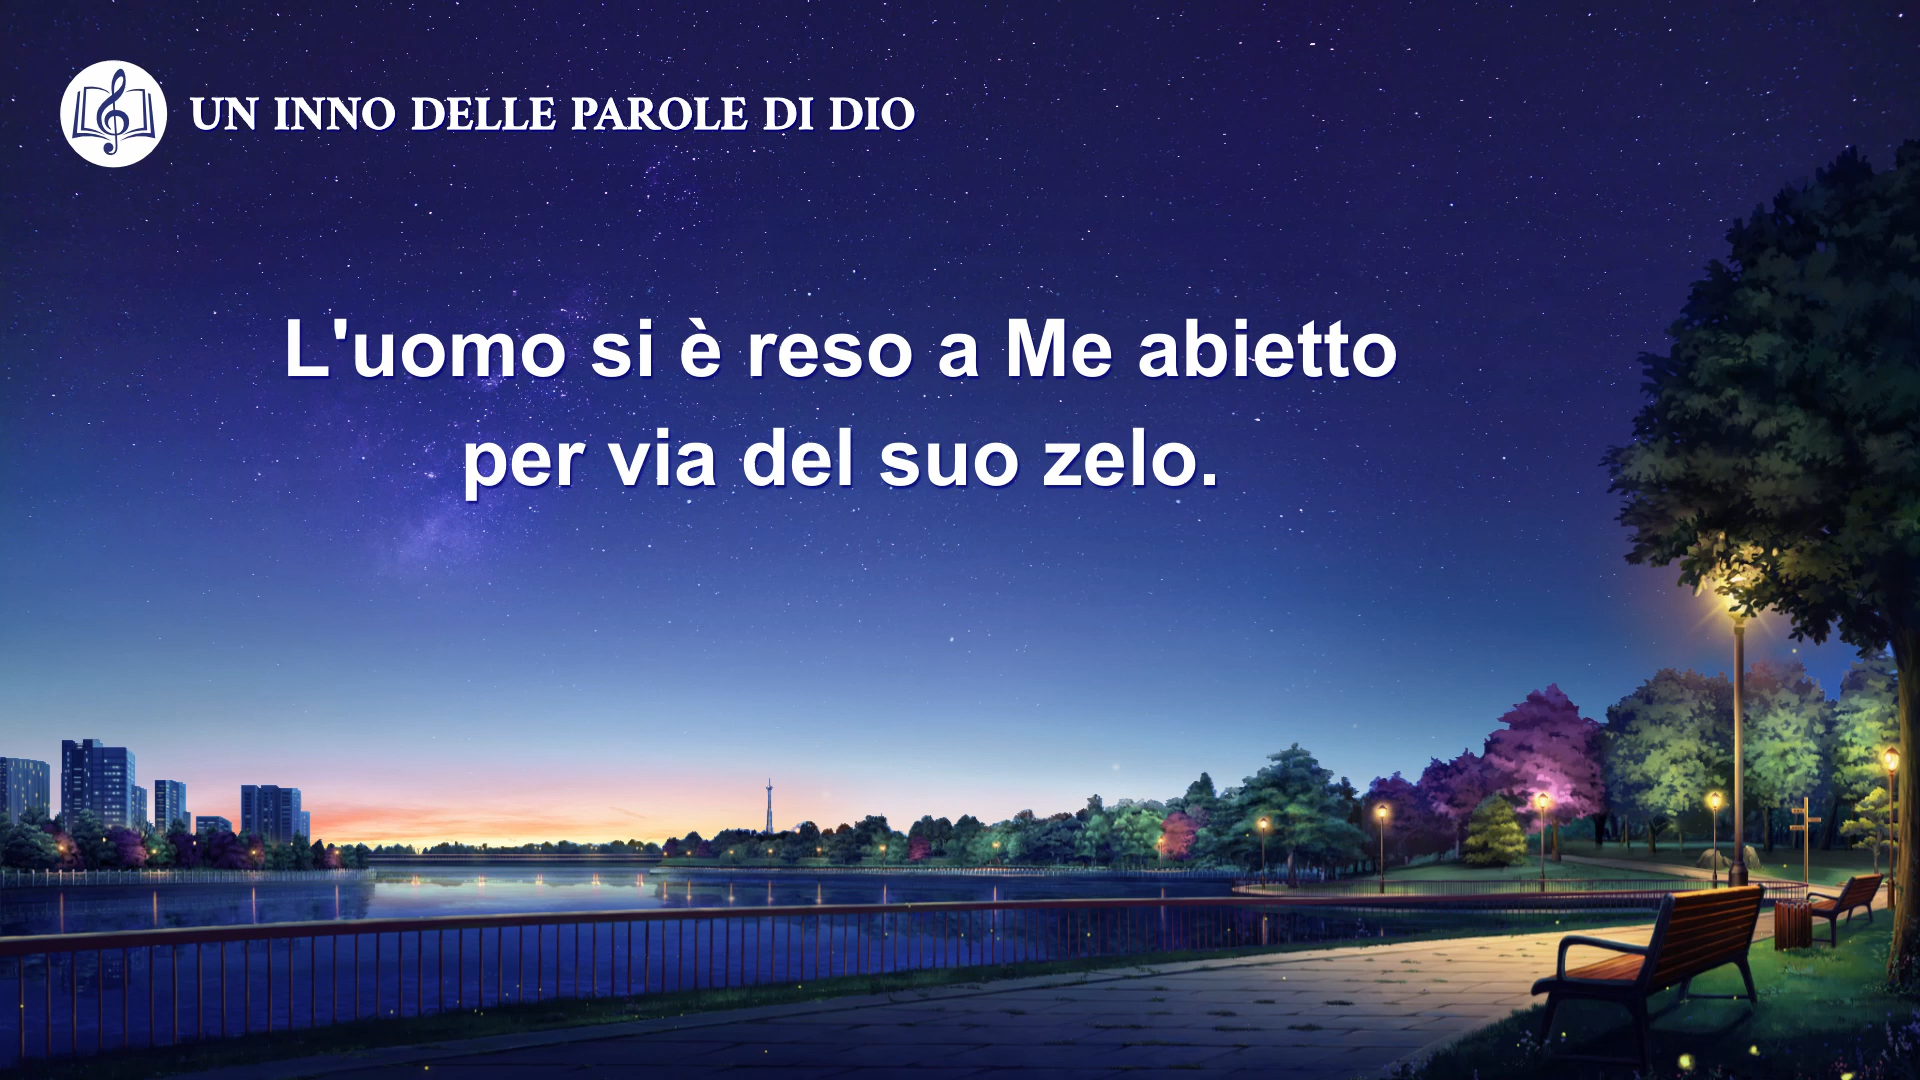 UN INNO DELLE PAROLE DI DIO
L'uomo si è reso a Me abietto
per via del suo zelo.